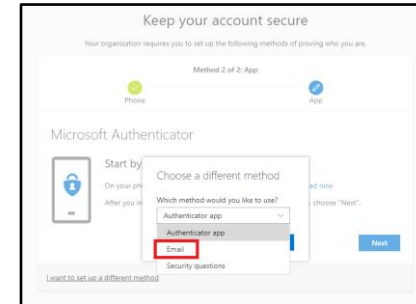 Keep your account secure
Your organization requires you to set up the following methods of proving who you are.
Method 2 of 2: App
Phone
App
Microsoft Authenticator
Start by
On your ph
ad now
After you in
, choose "Next".
Choose a different method
Which method would you like to use?
Authenticator app
Authenticator app
Email
Security questions
Next
I want to set up a different method